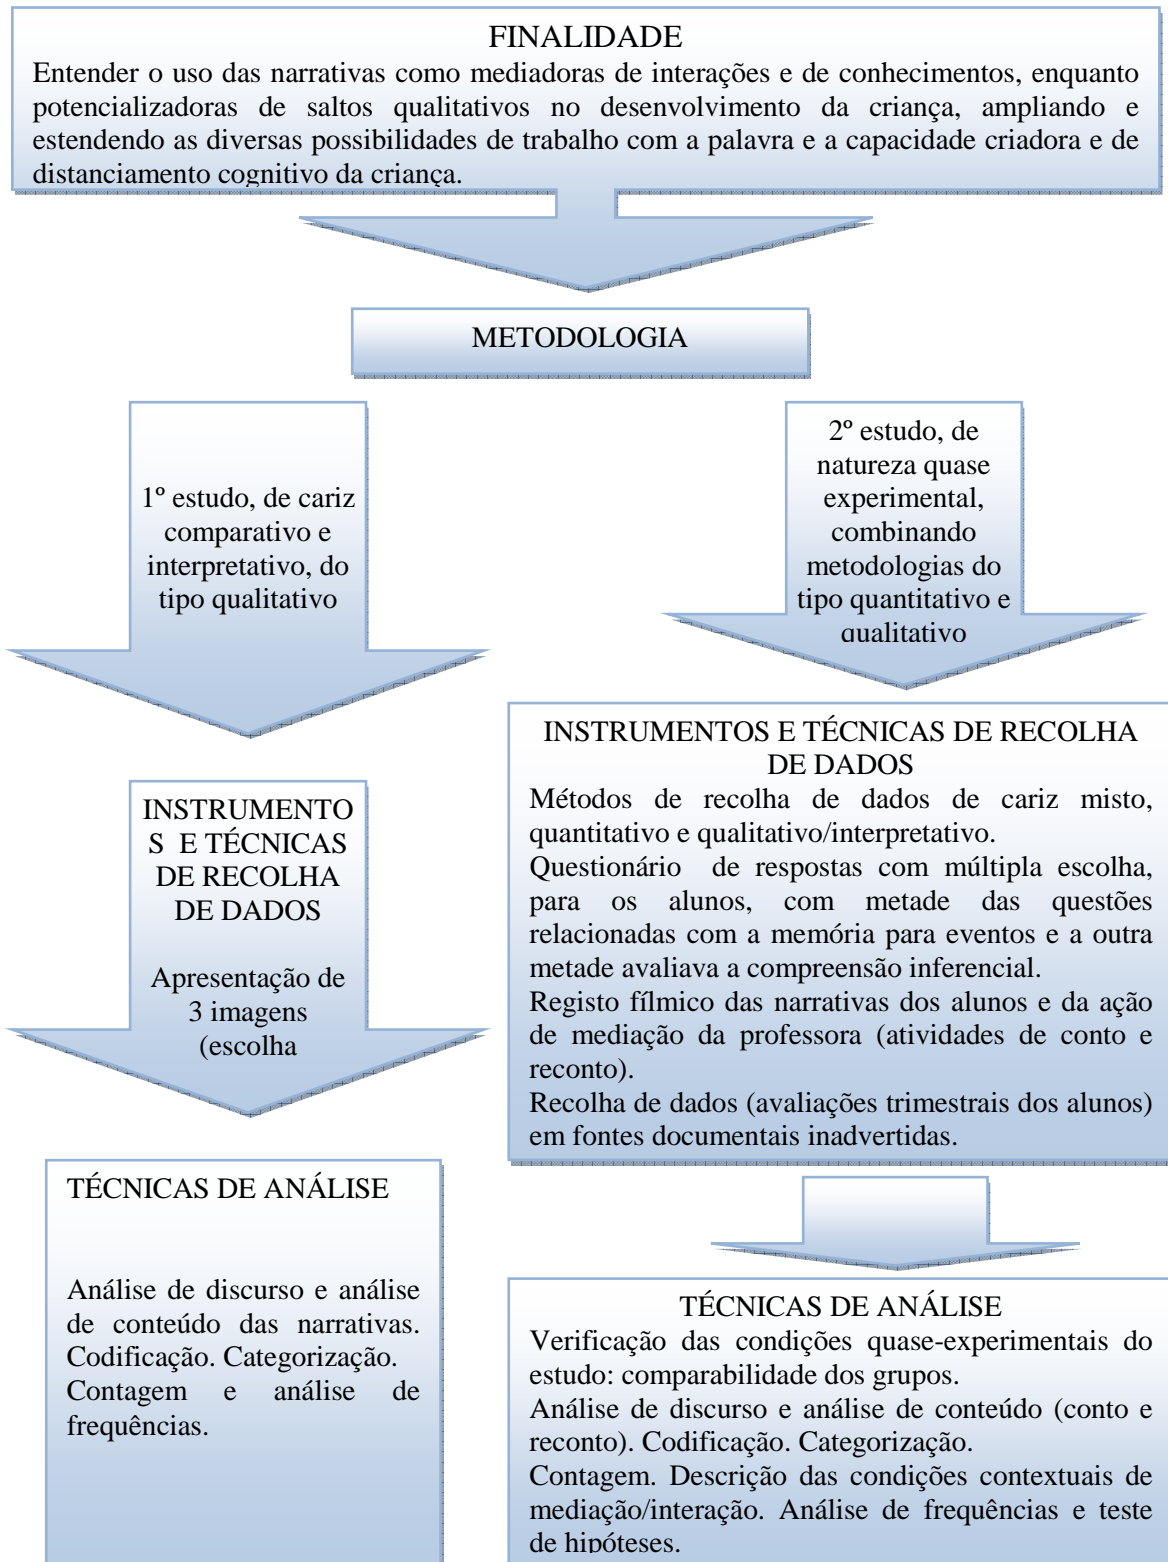 FINALIDADE
Entender o uso das narrativas como mediadoras de interações e de conhecimentos, enquanto
potencializadoras de saltos qualitativos no desenvolvimento da criança, ampliando e
estendendo as diversas possibilidades de trabalho com a palavra e a capacidade criadora e de
distanciamento cognitivo da criança.
METODOLOGIA
1º estudo, de cariz
comparativo e
interpretativo, do
tipo qualitativo
2º estudo, de
natureza quase
experimental,
combinando
metodologias do
tipo quantitativo e
qualitativo
INSTRUMENTO
S E TÉCNICAS
DE RECOLHA
DE DADOS
Apresentação de
3 imagens
(escolha
INSTRUMENTOS E TÉCNICAS DE RECOLHA
DE DADOS
Métodos de recolha de dados de cariz misto,
quantitativo e qualitativo/interpretativo.
Questionário de respostas com múltipla escolha,
para os alunos, com metade das questões
relacionadas com a memória para eventos e a outra
metade avaliava a compreensão inferencial.
Registo fílmico das narrativas dos alunos e da ação
de mediação da professora (atividades de conto e
reconto).
Recolha de dados (avaliações trimestrais dos alunos)
em fontes documentais inadvertidas.
TÉCNICAS DE ANÁLISE
Análise de discurso e análise
de conteúdo das narrativas.
Codificação. Categorização.
Contagem e análise de
frequências.
TÉCNICAS DE ANÁLISE
Verificação das condições quase-experimentais do
estudo: comparabilidade dos grupos.
Análise de discurso e análise de conteúdo (conto e
reconto). Codificação. Categorização.
Contagem. Descrição das condições contextuais de
mediação/interação. Análise de frequências e teste
de hipóteses.